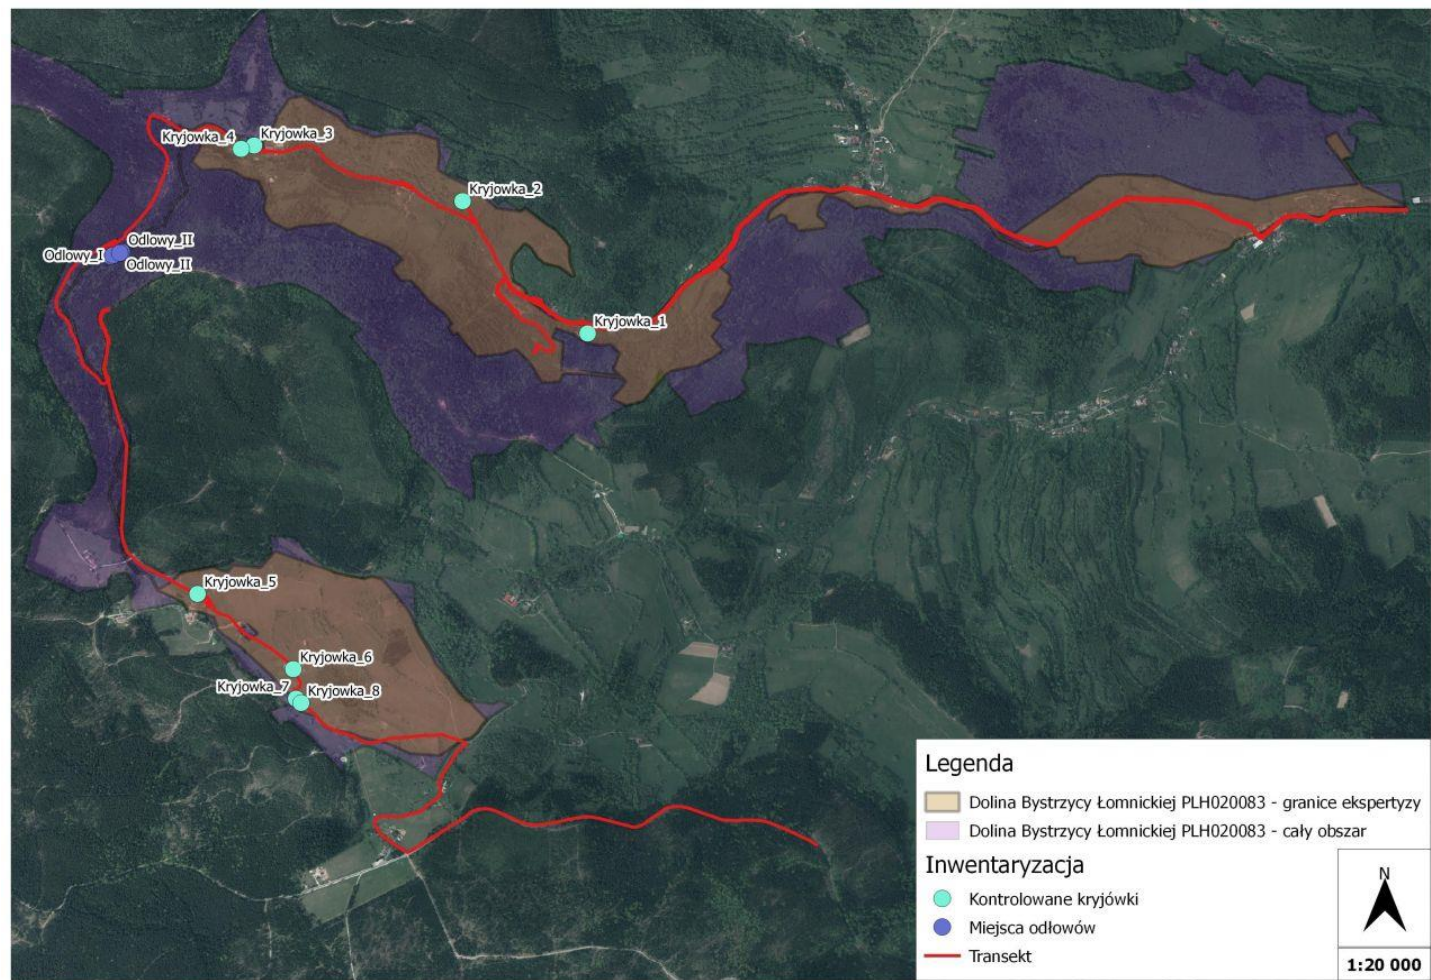 Kryjowka_4
Kryjowka_3
Kryjowka_2
Odlowy_I
Odlowy_II
Odlowy_II
Kryjowka_1
Kryjowka_5
Kryjowka_6
Kryjowka_7
Kryjowka_8
Legenda
Dolina Bystrzycy Łomnickiej PLH020083 - granice ekspertyzy
Dolina Bystrzycy Łomnickiej PLH020083 - cały obszar
Inwentaryzacja
Kontrolowane kryjówki
Miejsca odłowów
Transekt
N
1:20 000